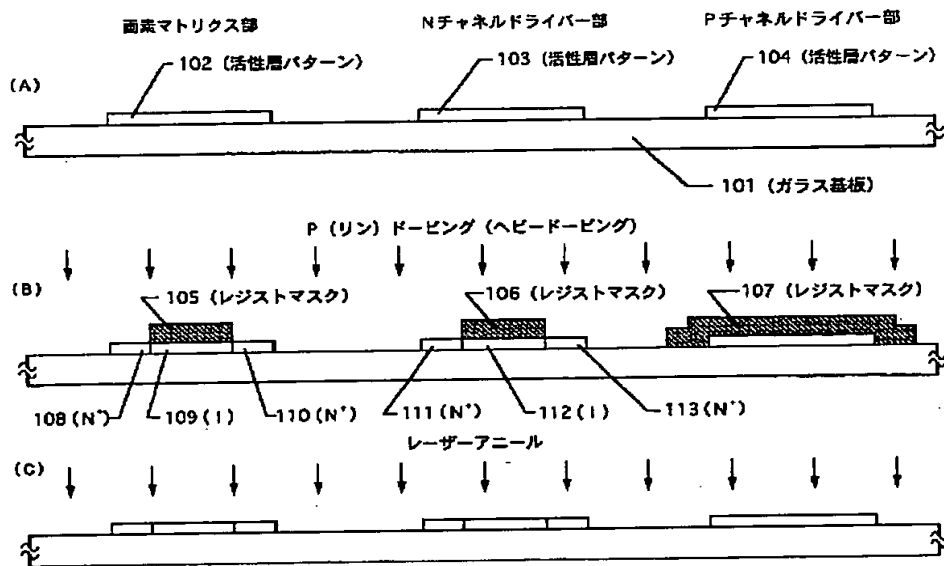 画素マトリクス部 Nチャネルドライバー部 Pチャネルドライバー部
102（活性層パターン） 103（活性層パターン） 104（活性層パターン）
(A)
101（ガラス基板）
P（リン）ドーピング（ヘビードーピング）
(B)
105（レジストマスク） 106（レジストマスク） 107（レジストマスク）
108(N⁺) 109(I) 110(N⁺) 111(N⁺) 112(I) 113(N⁺)
レーザーアニール
(C)